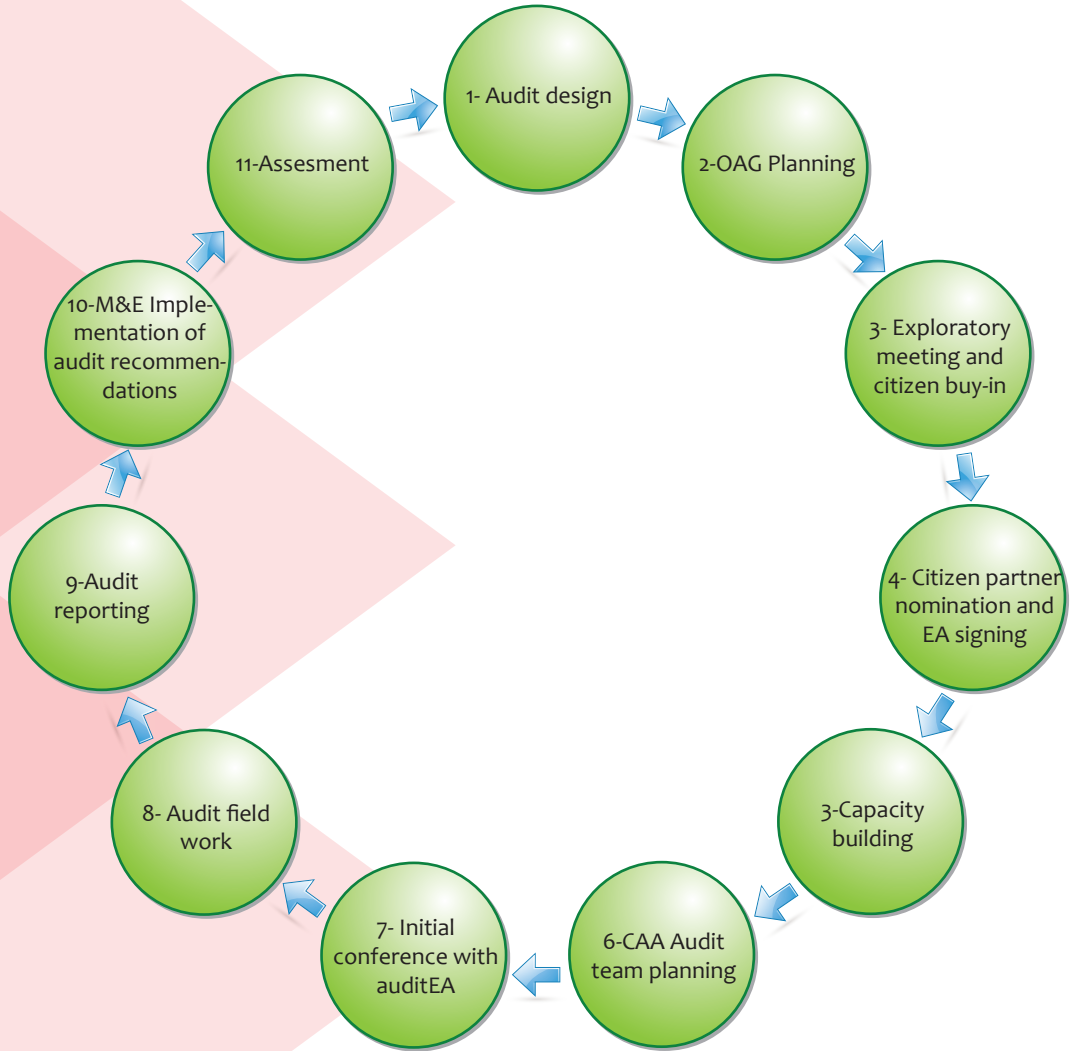 1- Audit design
2-OAG Planning
3- Exploratory
meeting and
citizen buy-in
4- Citizen partner
nomination and
EA signing
3-Capacity
building
6-CAA Audit
team planning
7- Initial
conference with
auditEA
8- Audit field
work
9-Audit
reporting
10-M&E Imple-
mentation of
audit recommen-
dations
11-Assesment